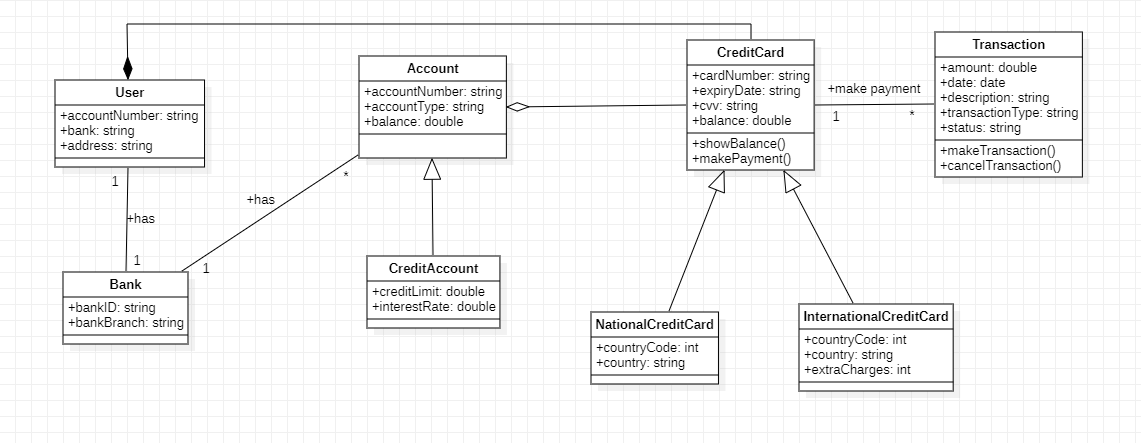 User
+accountNumber: string
+bank: string
+address: string
Account
+accountNumber: string
+accountType: string
+balance: double
CreditCard
+cardNumber: string
+expiryDate: string
+cvv: string
+balance: double
+showBalance()
+makePayment()
+make payment
1
*
Transaction
+amount: double
+date: date
+description: string
+transactionType: string
+status: string
+makeTransaction()
+cancelTransaction()
1
+has
1
*
+has
1
Bank
+bankID: string
+bankBranch: string
CreditAccount
+creditLimit: double
+interestRate: double
NationalCreditCard
+countryCode: int
+country: string
InternationalCreditCard
+countryCode: int
+country: string
+extraCharges: int